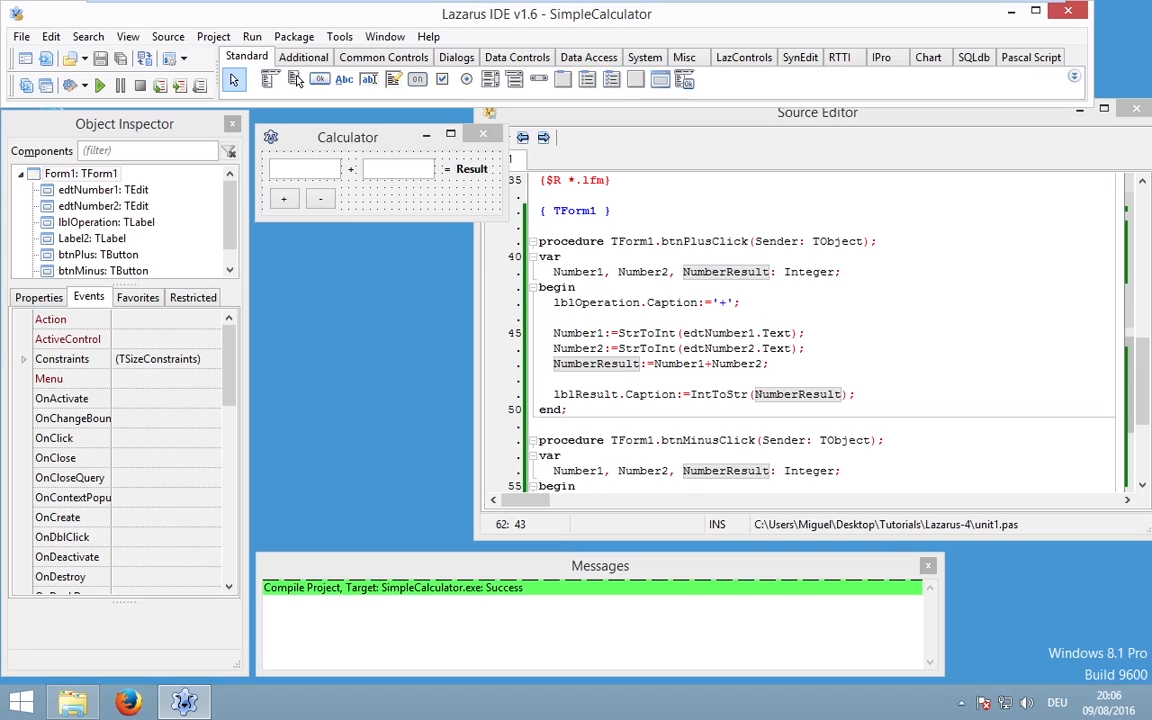 Lazarus IDE v1.6 - SimpleCalculator
File Edit Search View Source Project Run Package Tools Window Help
Standard Additional Common Controls Dialogs Data Controls Data Access System Misc LazControls SynEdit RTTI IPro Chart SQLdb Pascal Script
Ok Abc ab on
Object Inspector
Components (filter)
Form1: TForm1
edtNumber1: TEdit
edtNumber2: TEdit
lblOperation: TLabel
Label2: TLabel
btnPlus: TButton
btnMinus: TButton
Properties Events Favorites Restricted
Action
ActiveControl
Constraints (TSizeConstraints)
Menu
OnActivate
OnChangeBoun
OnClick
OnClose
OnCloseQuery
OnContextPopu
OnCreate
OnDblClick
OnDeactivate
OnDestroy
Calculator
+ = Result
+ -
Source Editor
1
35 {$R *.lfm}
. 
. { TForm1 }
. 
. procedure TForm1.btnPlusClick(Sender: TObject);
40 var
. Number1, Number2, NumberResult: Integer;
. begin
. lblOperation.Caption:='+';
. 
45 Number1:=StrToInt(edtNumber1.Text);
. Number2:=StrToInt(edtNumber2.Text);
. NumberResult:=Number1+Number2;
. 
. lblResult.Caption:=IntToStr(NumberResult);
50 end;
. 
. procedure TForm1.btnMinusClick(Sender: TObject);
. var
. Number1, Number2, NumberResult: Integer;
55 begin
62: 43 INS C:\Users\Miguel\Desktop\Tutorials\Lazarus-4\unit1.pas
Messages
Compile Project, Target: SimpleCalculator.exe: Success
Windows 8.1 Pro
Build 9600
DEU 20:06
09/08/2016